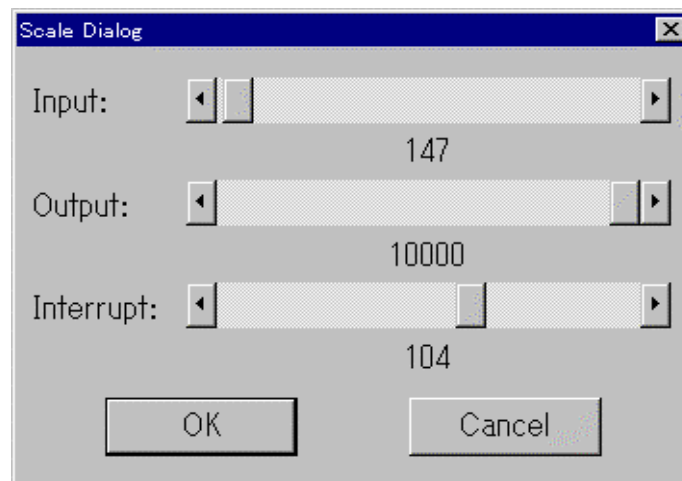 Scale Dialog
Input:
147
Output:
10000
Interrupt:
104
OK Cancel